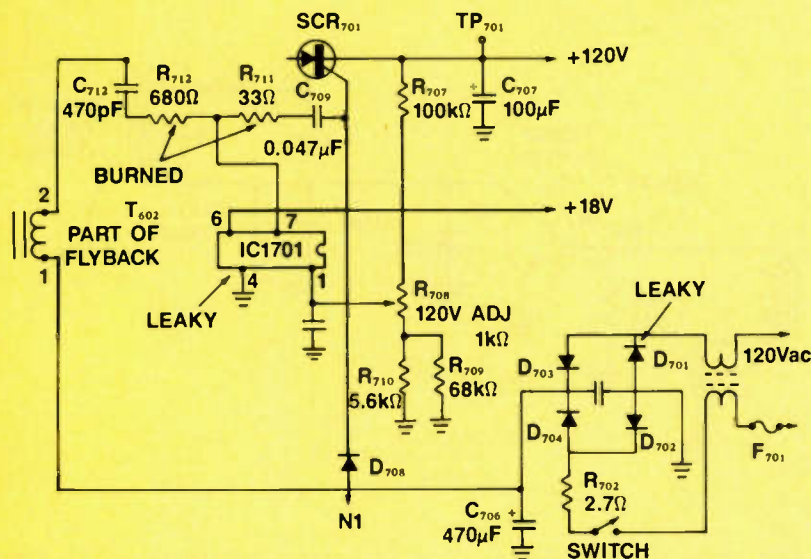 SCR701
TP701
+120V
C712
470pF
R712
680Ω
R711
33Ω
C709
0.047µF
R707
100kΩ
+
C707
100µF
BURNED
2
T602
PART OF
FLYBACK
1
6
7
+18V
IC1701
4
1
LEAKY
R708
120V ADJ
1kΩ
LEAKY
R710
5.6kΩ
R709
68kΩ
D703
D701
120Vac
D704
D702
F701
D708
N1
C706
+
470µF
R702
2.7Ω
SWITCH